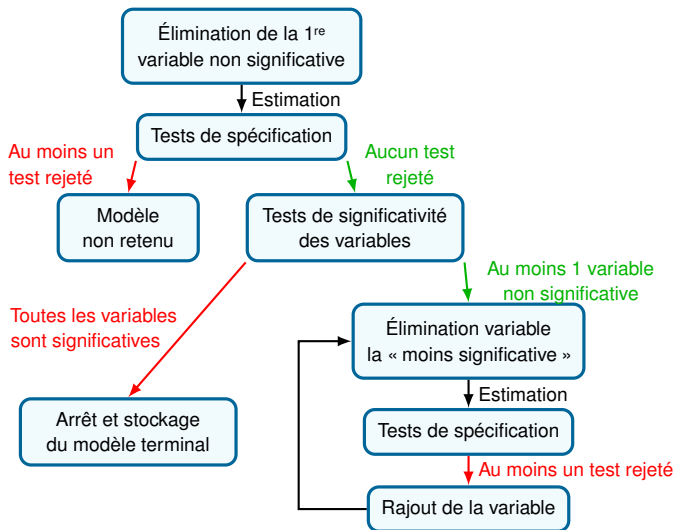 Élimination de la 1re
variable non significative
Estimation
Tests de spécification
Au moins un
test rejeté
Aucun test
rejeté
Modèle
non retenu
Tests de significativité
des variables
Au moins 1 variable
non significative
Toutes les variables
sont significatives
Élimination variable
la « moins significative »
Estimation
Arrêt et stockage
du modèle terminal
Tests de spécification
Au moins un test rejeté
Rajout de la variable